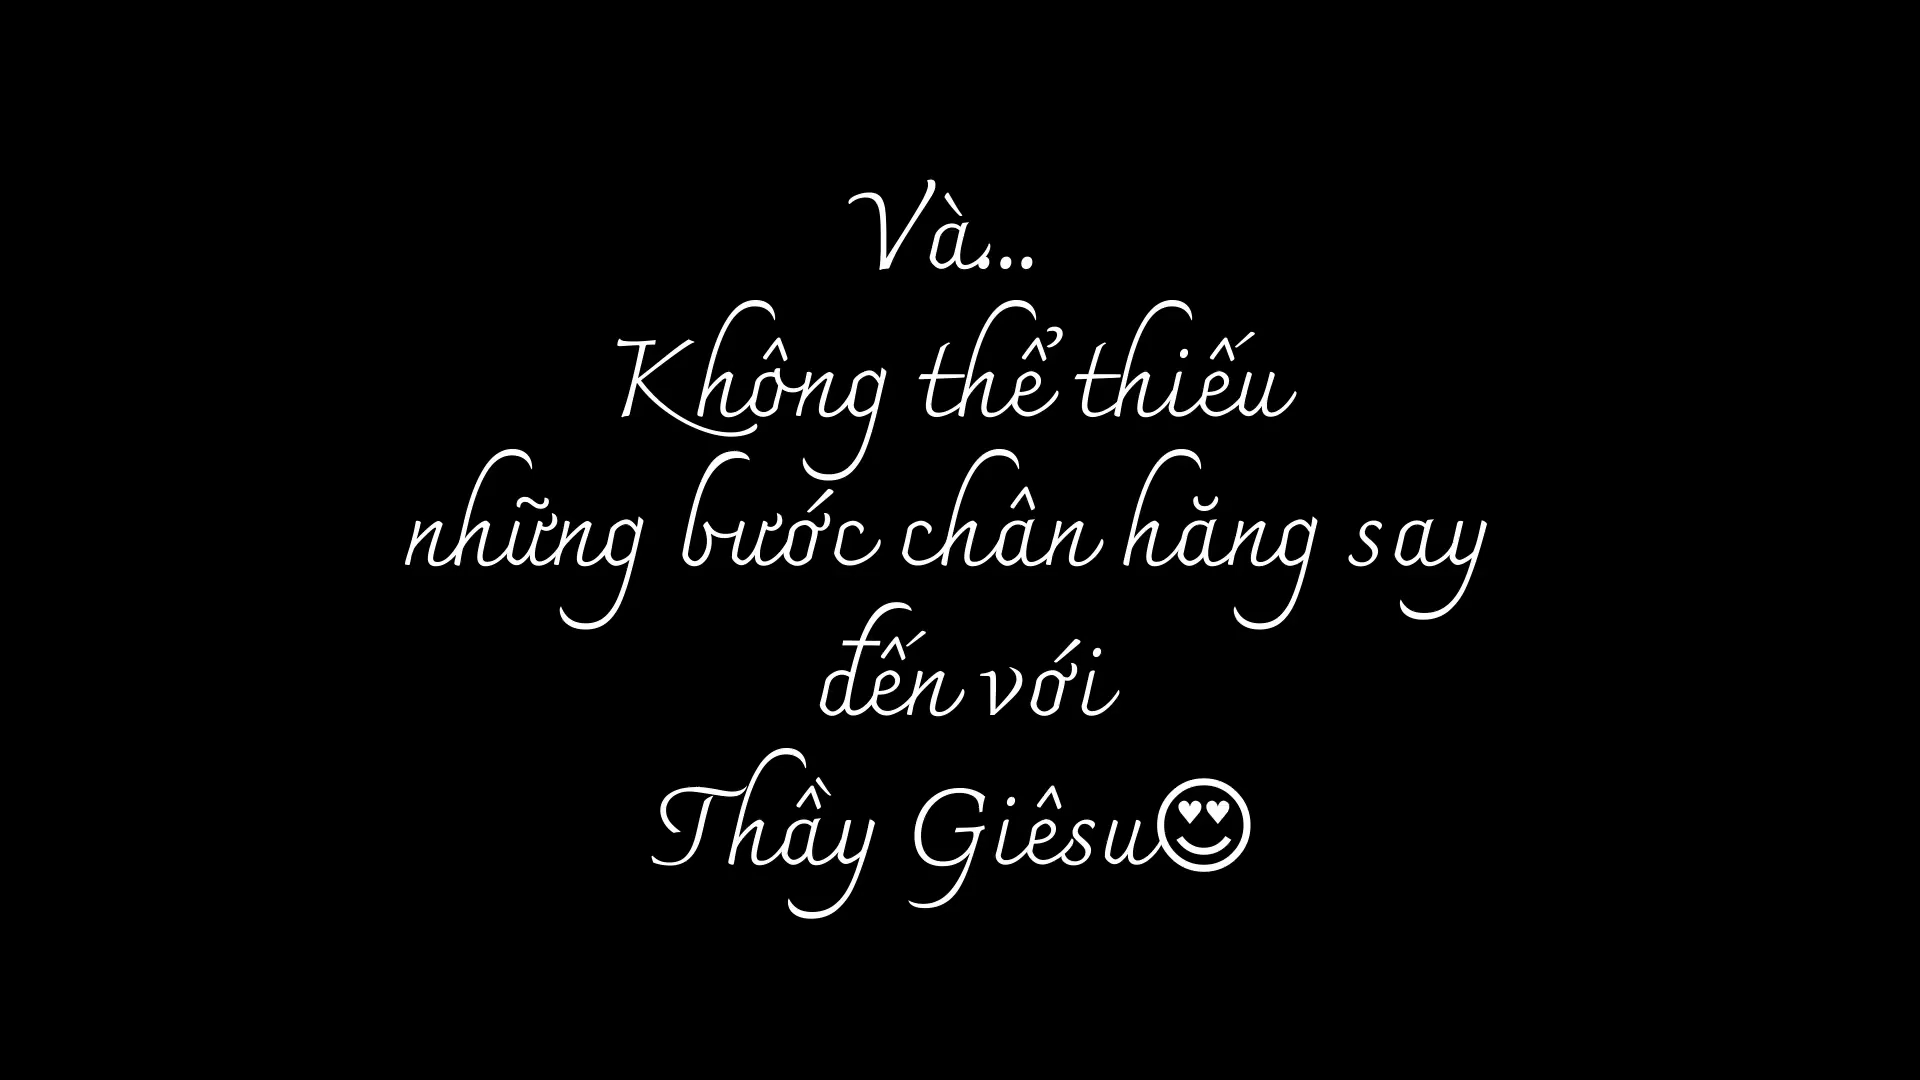 Và...
Không thể thiếu
những bước chân hăng say
đến với
Thầy Giêsu😍